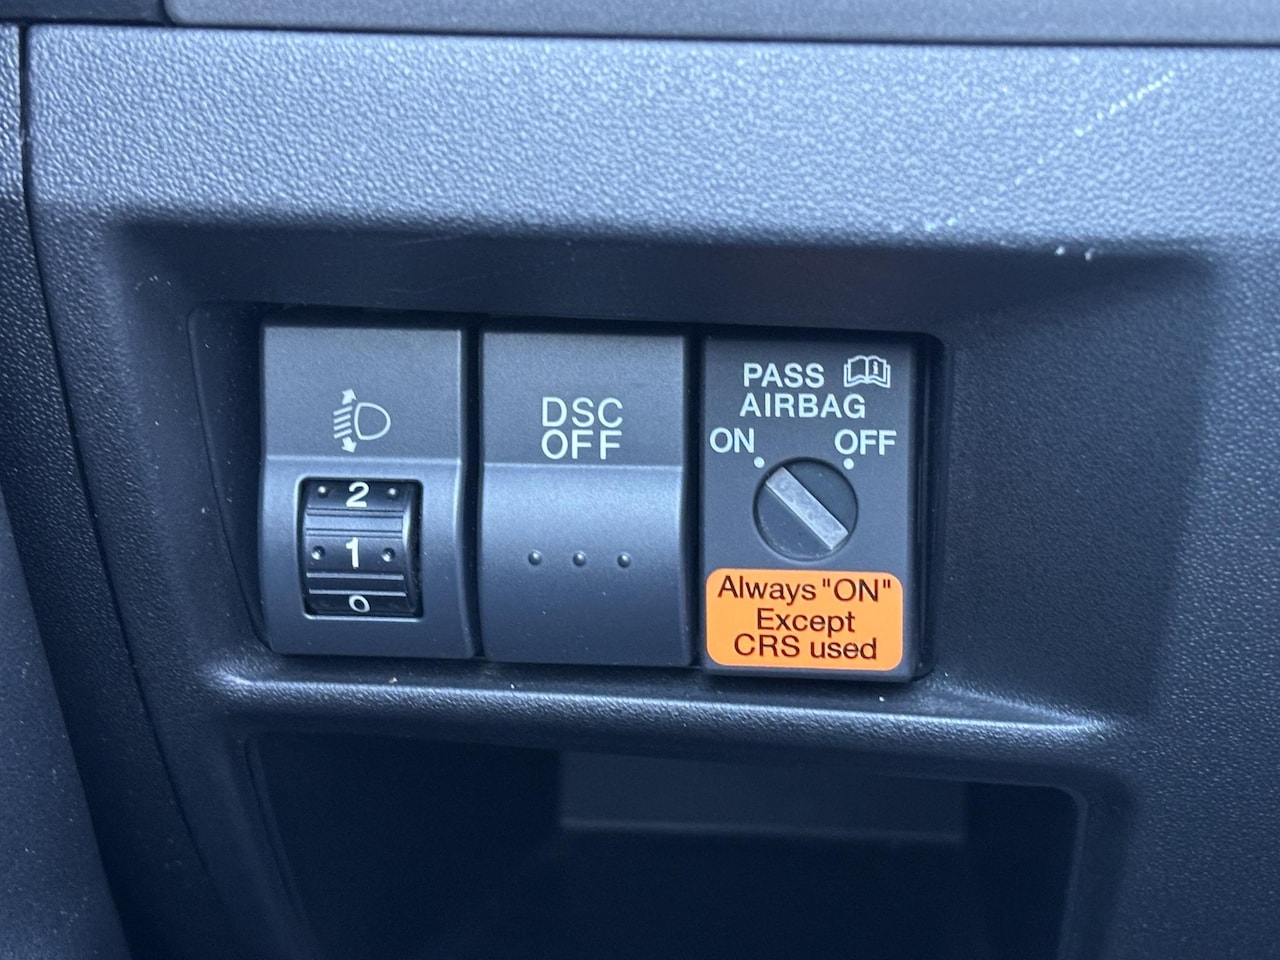 2
1
0
DSC
OFF
PASS
AIRBAG
ON OFF
Always "ON"
Except
CRS used